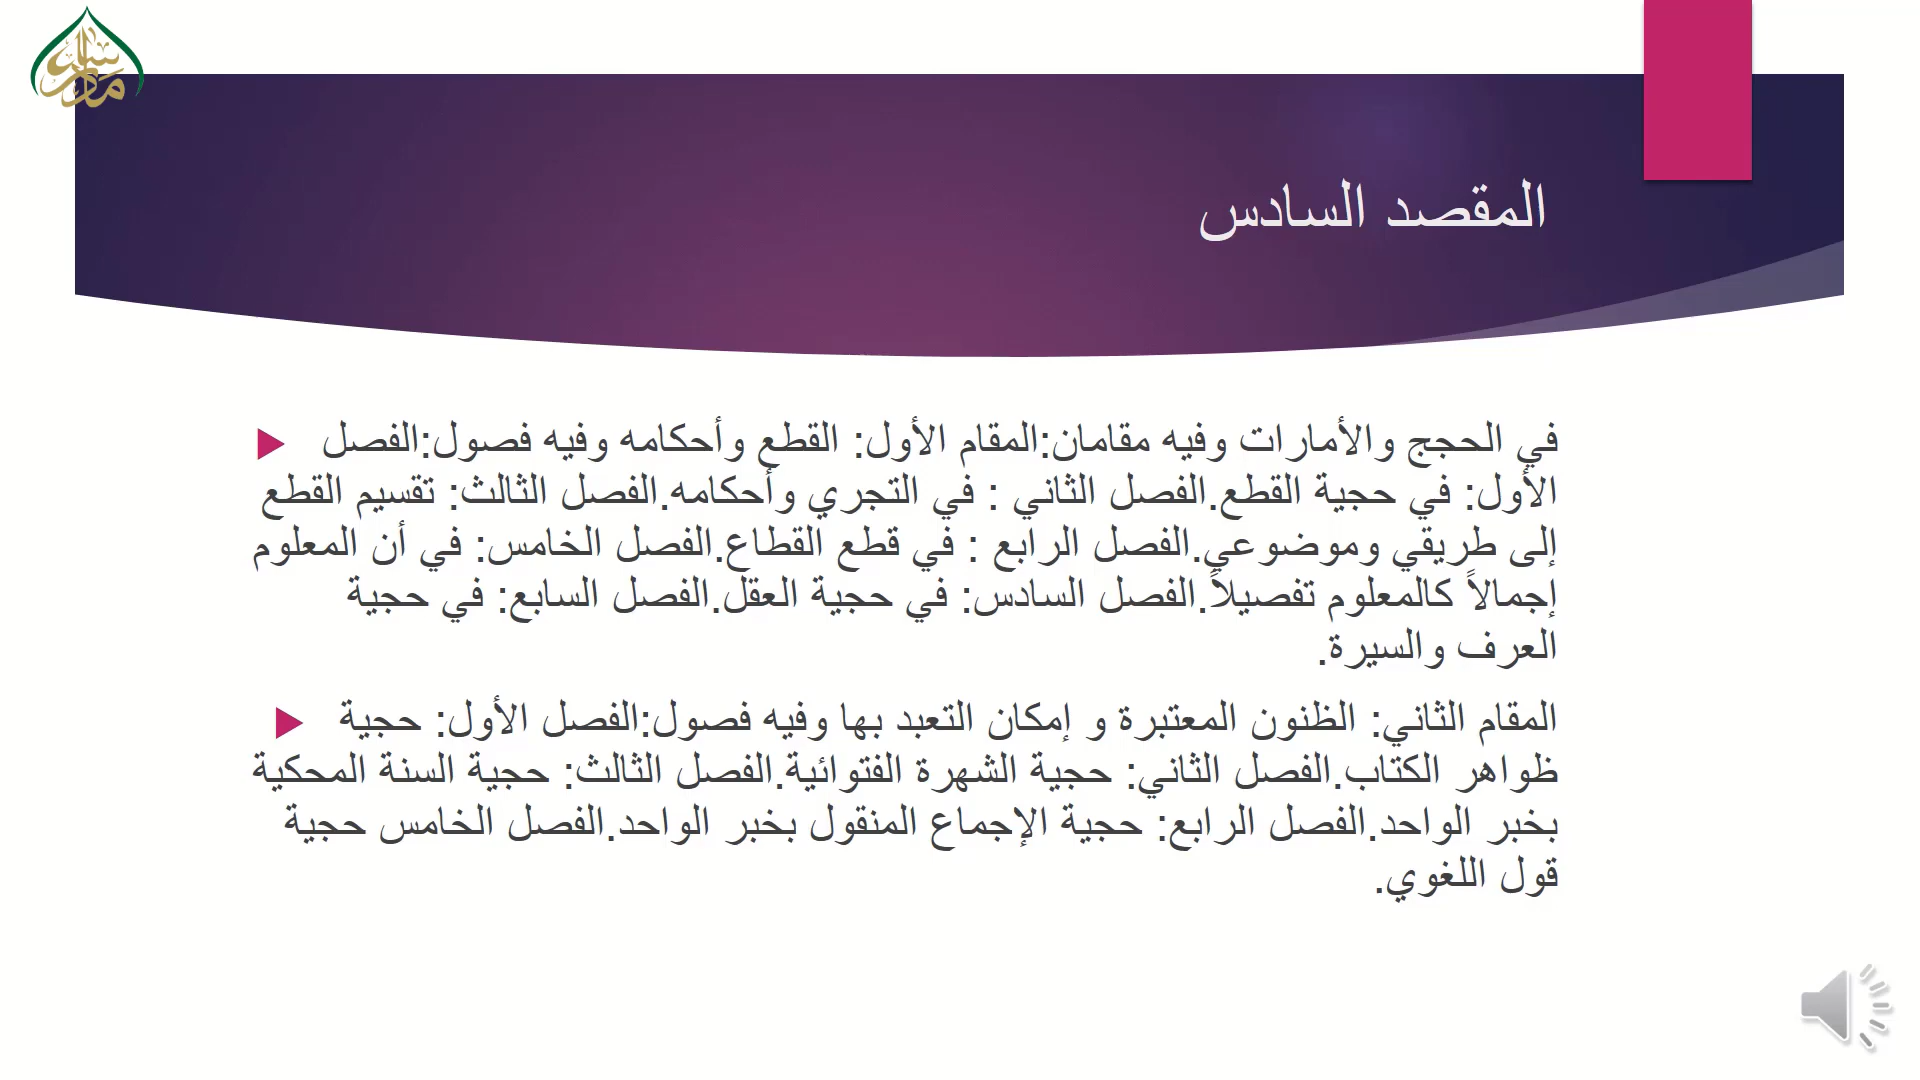 المقصد السادس
في الحجج والأمارات وفيه مقامان:المقام الأول: القطع وأحكامه وفيه فصول:الفصل
الأول: في حجية القطع.الفصل الثاني : في التجري وأحكامه.الفصل الثالث: تقسيم القطع
إلى طريقي وموضوعي.الفصل الرابع : في قطع القطاع.الفصل الخامس: في أن المعلوم
إجمالاً كالمعلوم تفصيلاً.الفصل السادس: في حجية العقل.الفصل السابع: في حجية
العرف والسيرة.
المقام الثاني: الظنون المعتبرة و إمكان التعبد بها وفيه فصول:الفصل الأول: حجية
ظواهر الكتاب.الفصل الثاني: حجية الشهرة الفتوائية.الفصل الثالث: حجية السنة المحكية
بخبر الواحد.الفصل الرابع: حجية الإجماع المنقول بخبر الواحد.الفصل الخامس حجية
قول اللغوي.